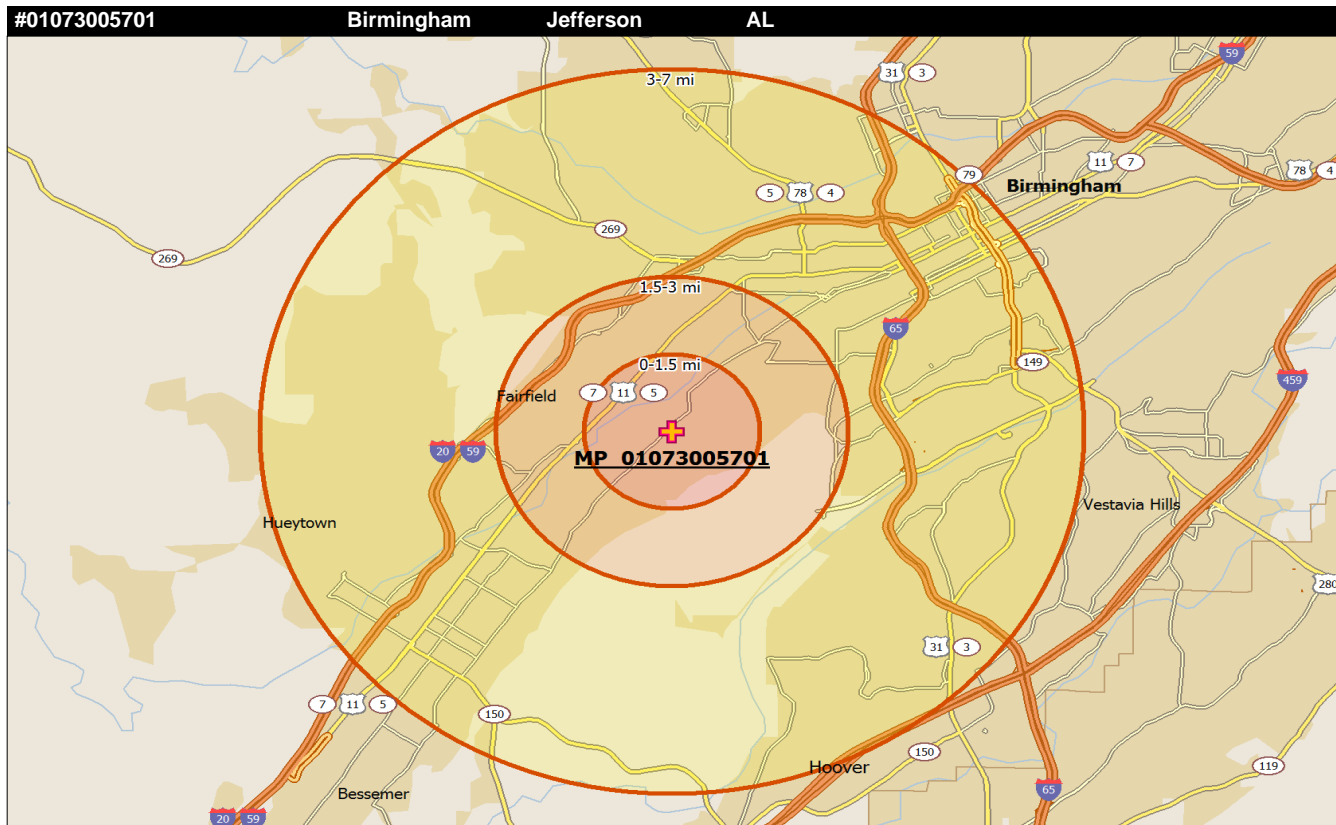 #01073005701 Birmingham Jefferson AL
59
31 3
3-7 mi
11 7
78 4
79
Birmingham
5 78 4
269
269
1.5-3 mi
65
149
0-1.5 mi
459
7 11 5
Fairfield
MP 01073005701
20 59
Vestavia Hills
Hueytown
280
31 3
7 11 5
150
150
Hoover
119
65
Bessemer
20 59